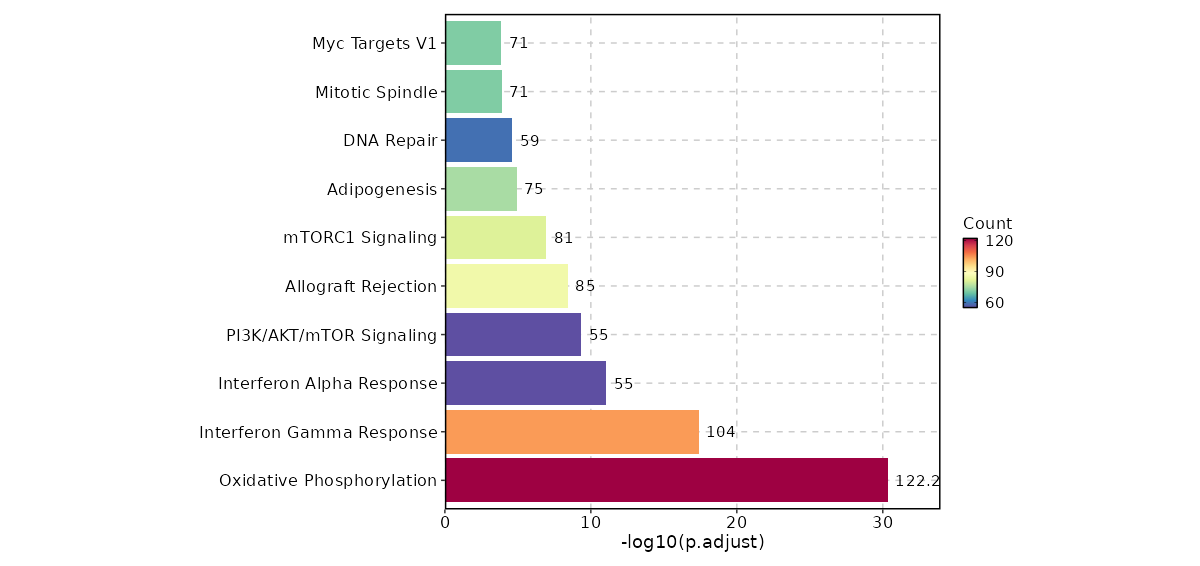 Myc Targets V1 71
Mitotic Spindle 71
DNA Repair 59
Adipogenesis 75
mTORC1 Signaling 81
Allograft Rejection 85
PI3K/AKT/mTOR Signaling 55
Interferon Alpha Response 55
Interferon Gamma Response 104
Oxidative Phosphorylation 122.2
0 10 20 30
-log10(p.adjust)
Count
120
90
60